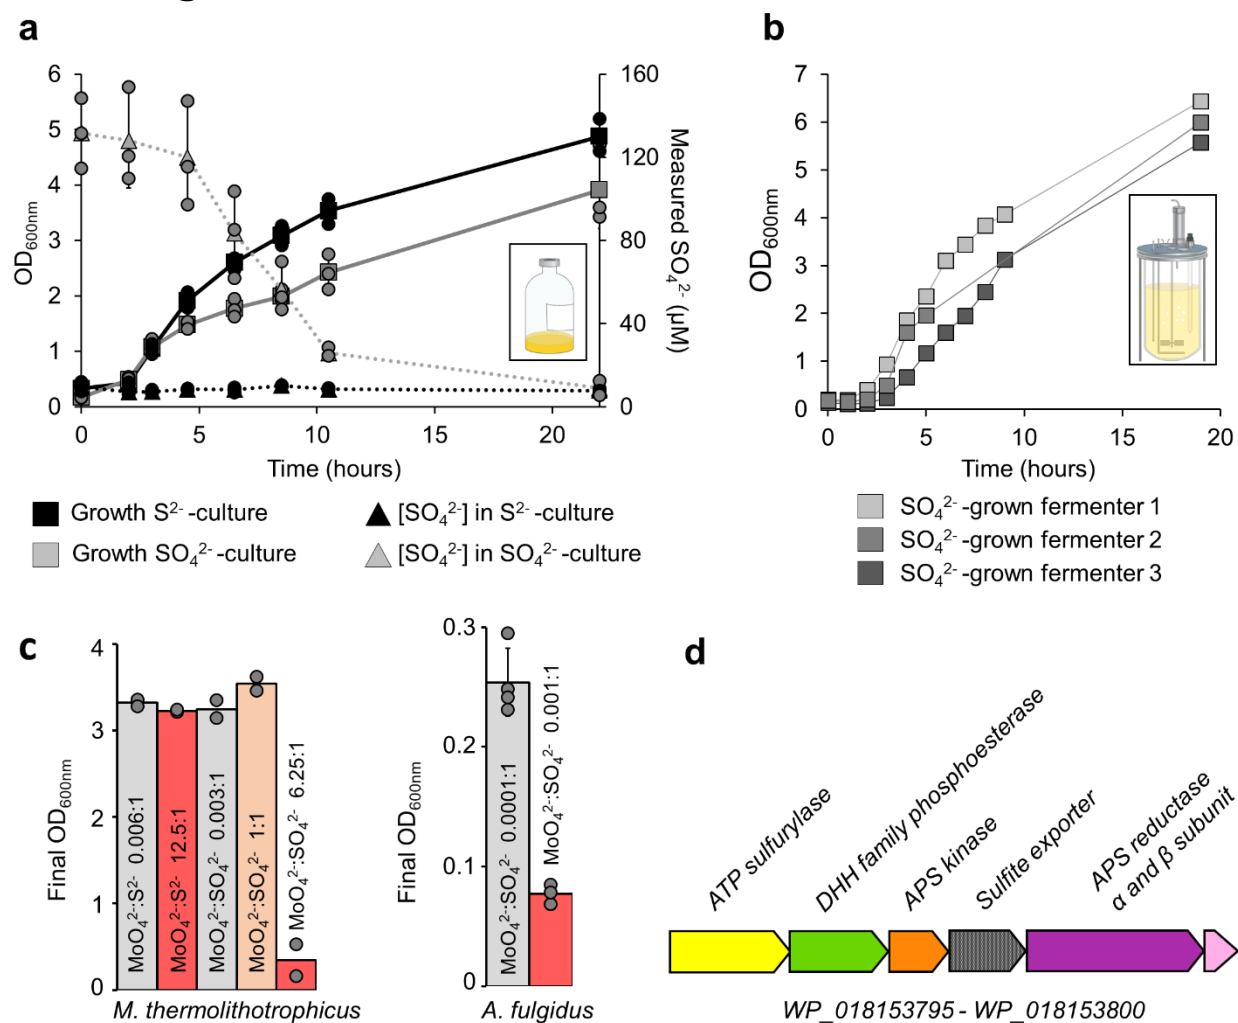 a
6
5
4
3
2
1
0
OD600nm
160
120
80
40
0
Measured SO₄²⁻ (µM)
0 5 10 15 20
Time (hours)
Growth S²⁻-culture
[SO₄²⁻] in S²⁻-culture
Growth SO₄²⁻-culture
[SO₄²⁻] in SO₄²⁻-culture
b
7
6
5
4
3
2
1
0
OD600nm
0 5 10 15 20
Time (hours)
SO₄²⁻-grown fermenter 1
SO₄²⁻-grown fermenter 2
SO₄²⁻-grown fermenter 3
c
4
3
2
1
0
Final OD600nm
MoO₄²⁻:S²⁻ 0.006:1
MoO₄²⁻:S²⁻ 12.5:1
MoO₄²⁻:SO₄²⁻ 0.003:1
MoO₄²⁻:SO₄²⁻ 1:1
MoO₄²⁻:SO₄²⁻ 6.25:1
M. thermolithotrophicus
0.3
0.2
0.1
0
Final OD600nm
MoO₄²⁻:SO₄²⁻ 0.0001:1
MoO₄²⁻:SO₄²⁻ 0.001:1
A. fulgidus
d
ATP sulfurylase
DHH family phosphoesterase
APS kinase
Sulfite exporter
APS reductase
α and β subunit
WP_018153795 - WP_018153800